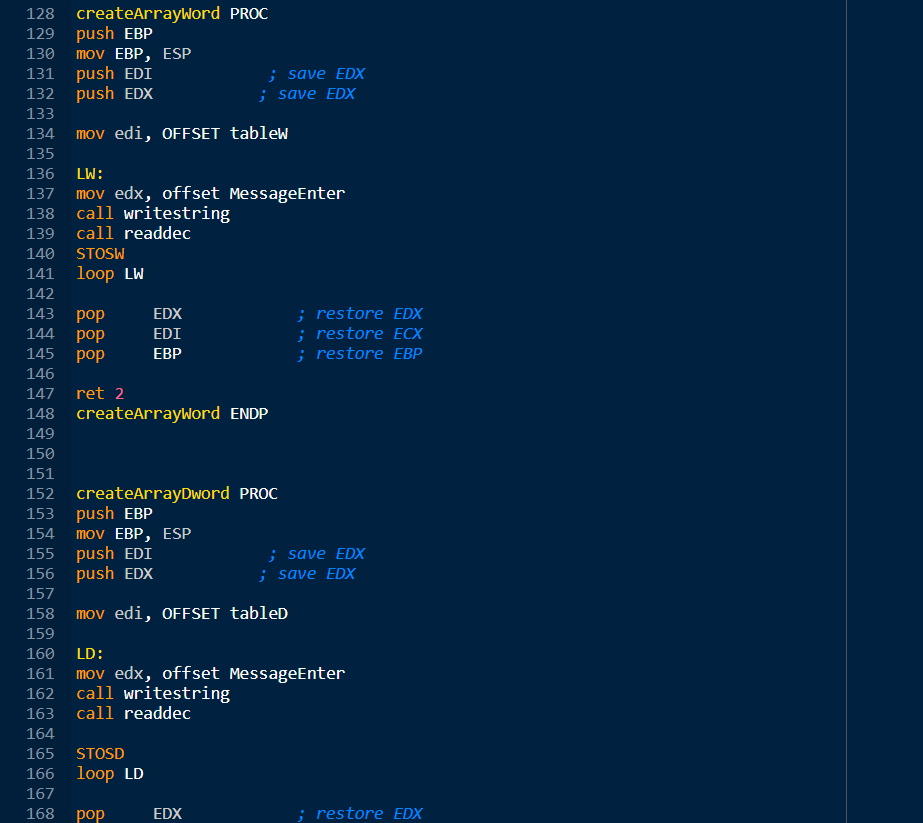 128 createArrayWord PROC
129 push EBP
130 mov EBP, ESP
131 push EDI ; save EDX
132 push EDX ; save EDX
133
134 mov edi, OFFSET tableW
135
136 LW:
137 mov edx, offset MessageEnter
138 call writestring
139 call readdec
140 STOSW
141 loop LW
142
143 pop EDX ; restore EDX
144 pop EDI ; restore ECX
145 pop EBP ; restore EBP
146
147 ret 2
148 createArrayWord ENDP
149
150
151
152 createArrayDword PROC
153 push EBP
154 mov EBP, ESP
155 push EDI ; save EDX
156 push EDX ; save EDX
157
158 mov edi, OFFSET tableD
159
160 LD:
161 mov edx, offset MessageEnter
162 call writestring
163 call readdec
164
165 STOSD
166 loop LD
167
168 pop EDX ; restore EDX